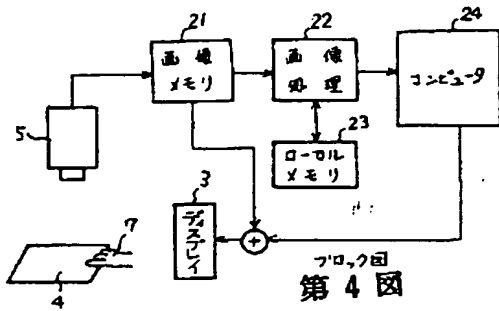 21
画像
メモリ
22
画像
処理
24
コンピュータ
5
23
ローカル
メモリ
3
ディスプレイ
7
4
ブロック図
第4図